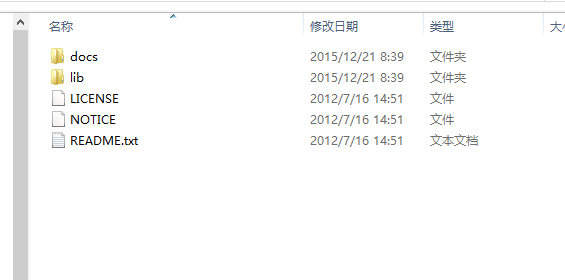 名称 修改日期 类型 大
docs 2015/12/21 8:39 文件夹
lib 2015/12/21 8:39 文件夹
LICENSE 2012/7/16 14:51 文件
NOTICE 2012/7/16 14:51 文件
README.txt 2012/7/16 14:51 文本文档